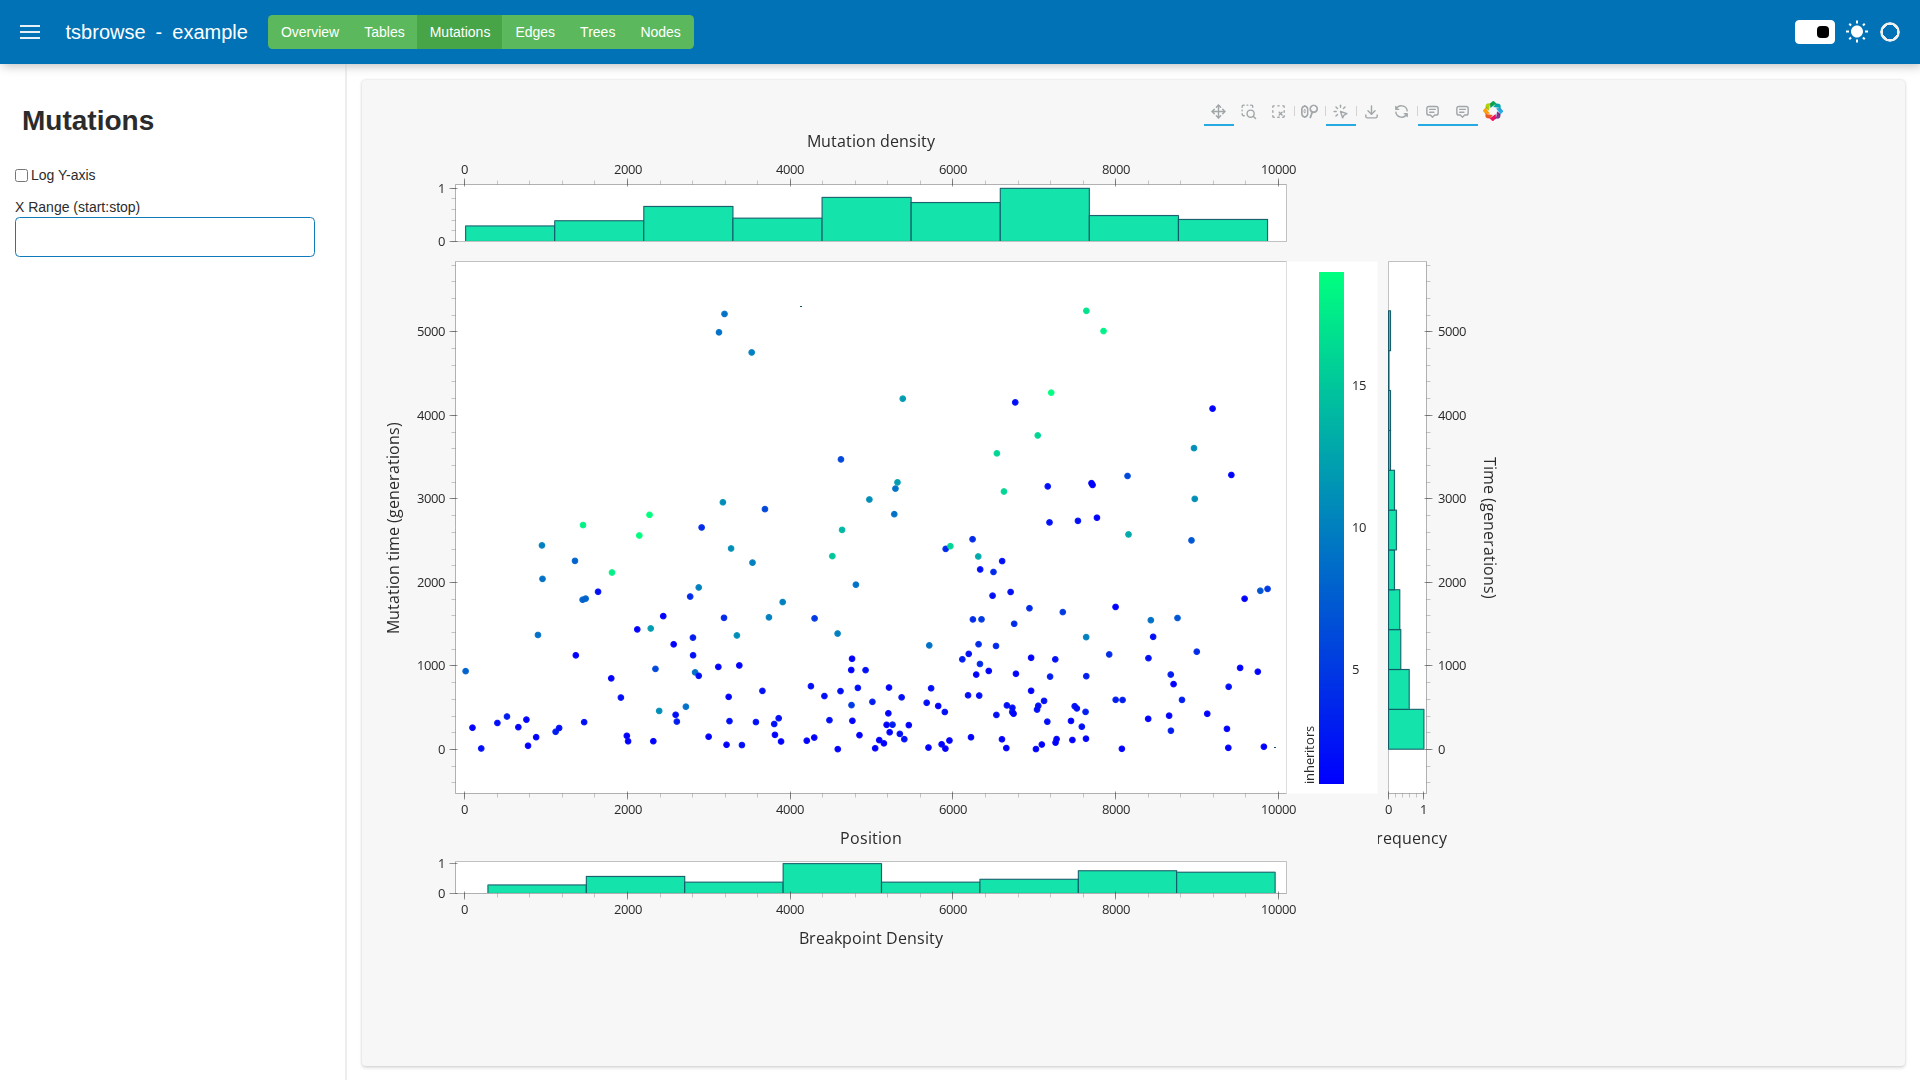 tsbrowse - example
Overview Tables Mutations Edges Trees Nodes
Mutations
Log Y-axis
X Range (start:stop)
Mutation density
0 2000 4000 6000 8000 10000
1
0
Mutation time (generations)
5000
4000
3000
2000
1000
0
0 2000 4000 6000 8000 10000
Position
15
10
5
inheritors
5000
4000
3000
2000
1000
0
Time (generations)
0 1
requency
1
0
0 2000 4000 6000 8000 10000
Breakpoint Density